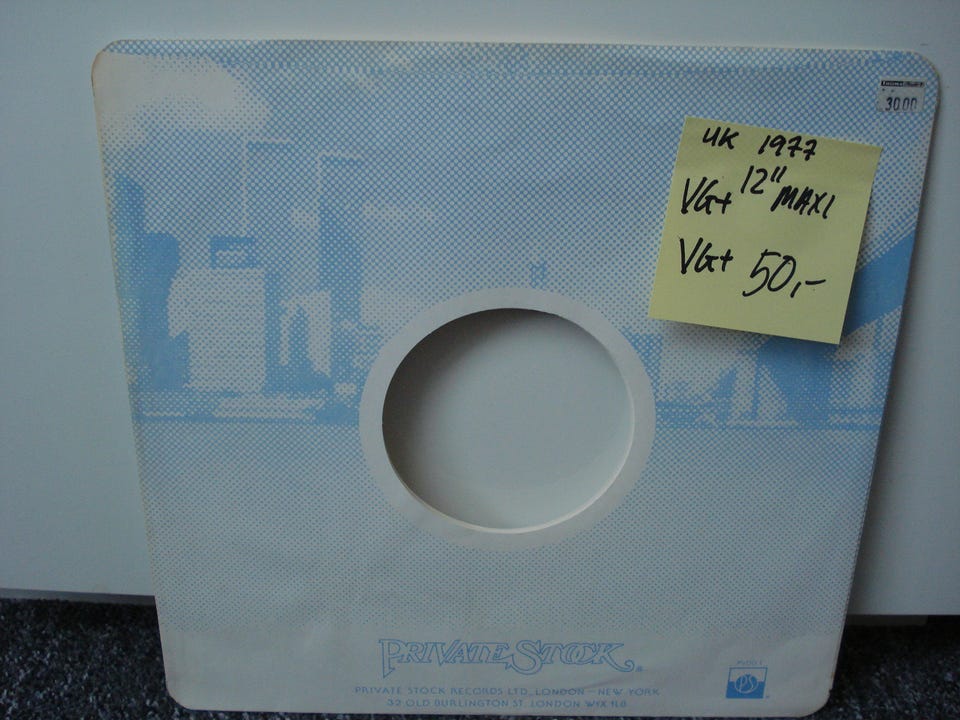 30.00
UK 1977
12"
VG+ MAXI
VG+ 50,-
PRIVATE STOCK
PRIVATE STOCK RECORDS LTD., LONDON - NEW YORK
32 OLD BURLINGTON ST. LONDON W1X 1LB
PS